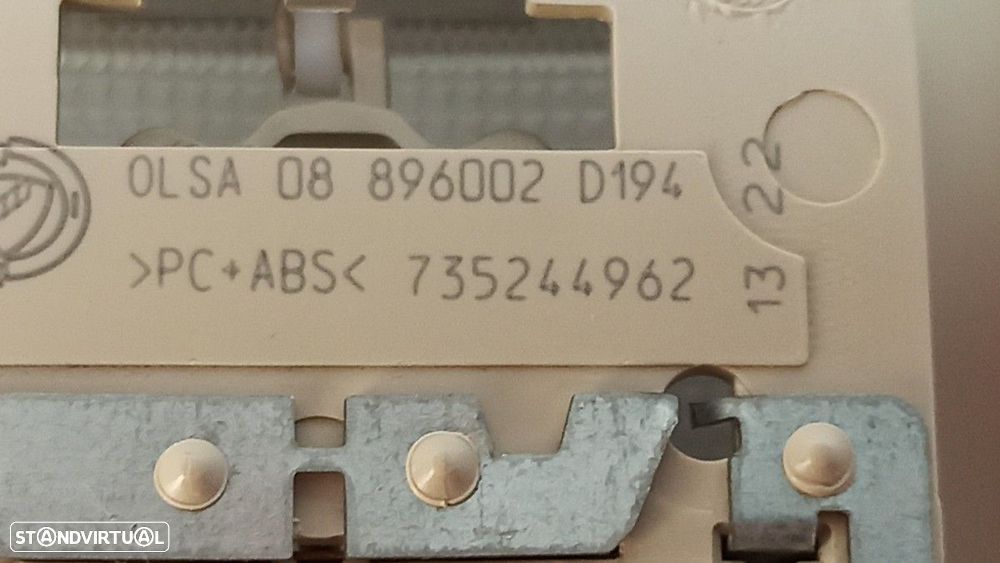 OLSA 08 896002 D194
>PC+ABS< 735244962
22
13
STANDVIRTUAL